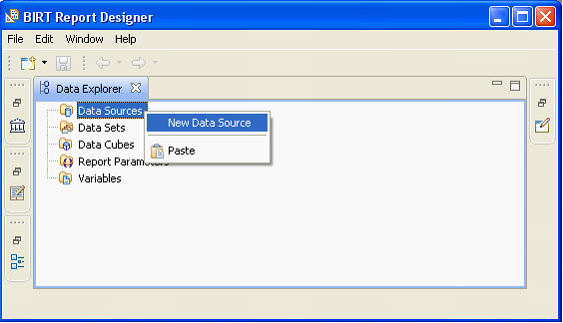 BIRT Report Designer
File Edit Window Help
Data Explorer
Data Sources
New Data Source
Data Sets
Data Cubes
Paste
Report Parameters
Variables